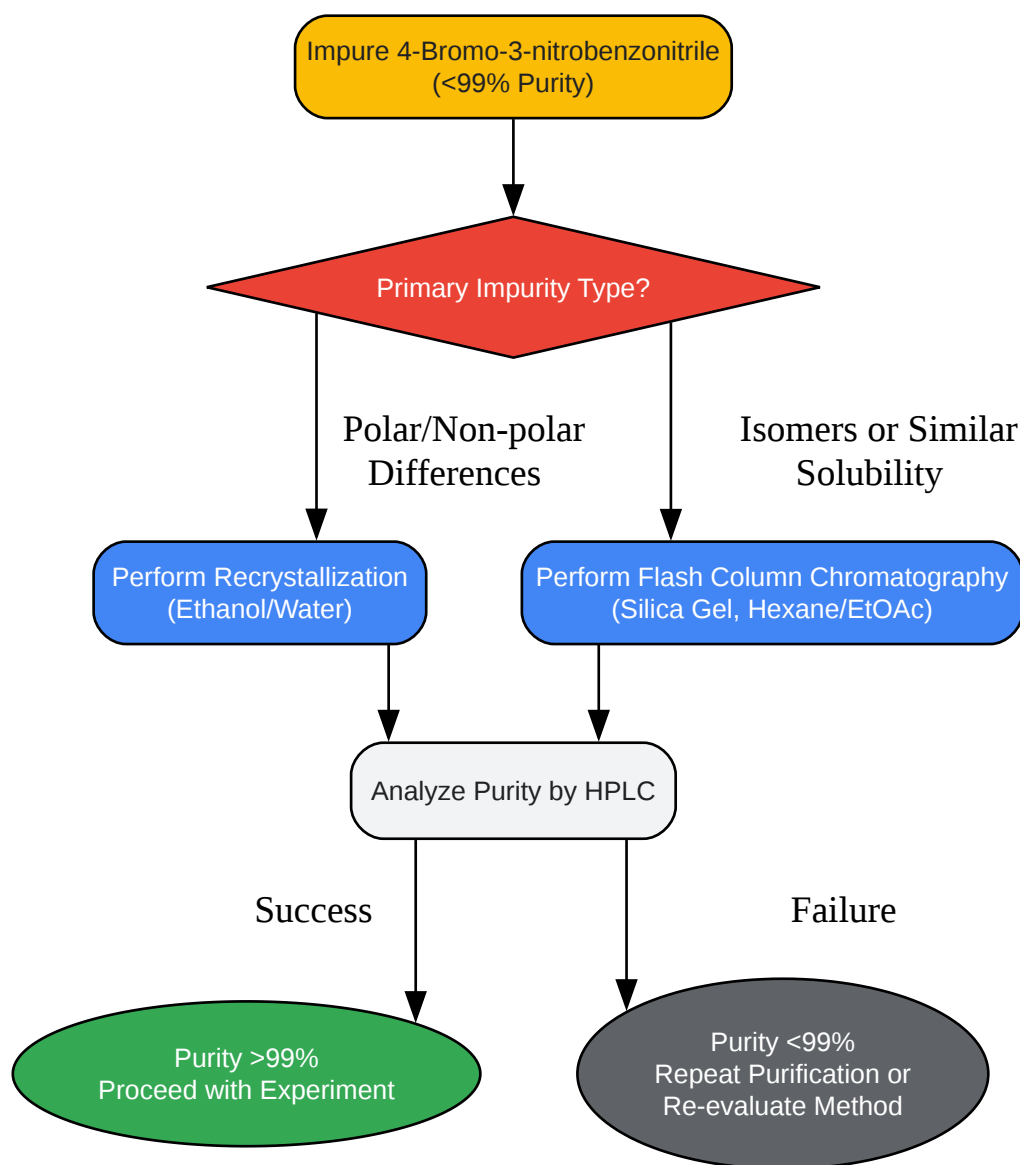 Impure 4-Bromo-3-nitrobenzonitrile
(<99% Purity)
Primary Impurity Type?
Polar/Non-polar
Differences
Isomers or Similar
Solubility
Perform Recrystallization
(Ethanol/Water)
Perform Flash Column Chromatography
(Silica Gel, Hexane/EtOAc)
Analyze Purity by HPLC
Success
Failure
Purity >99%
Proceed with Experiment
Purity <99%
Repeat Purification or
Re-evaluate Method